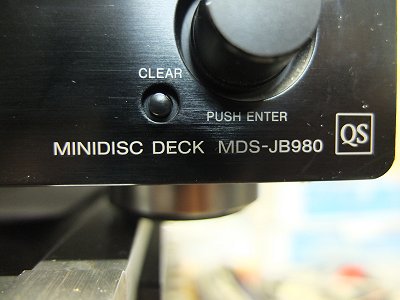 CLEAR
PUSH ENTER
MINIDISC DECK MDS-JB980 QS